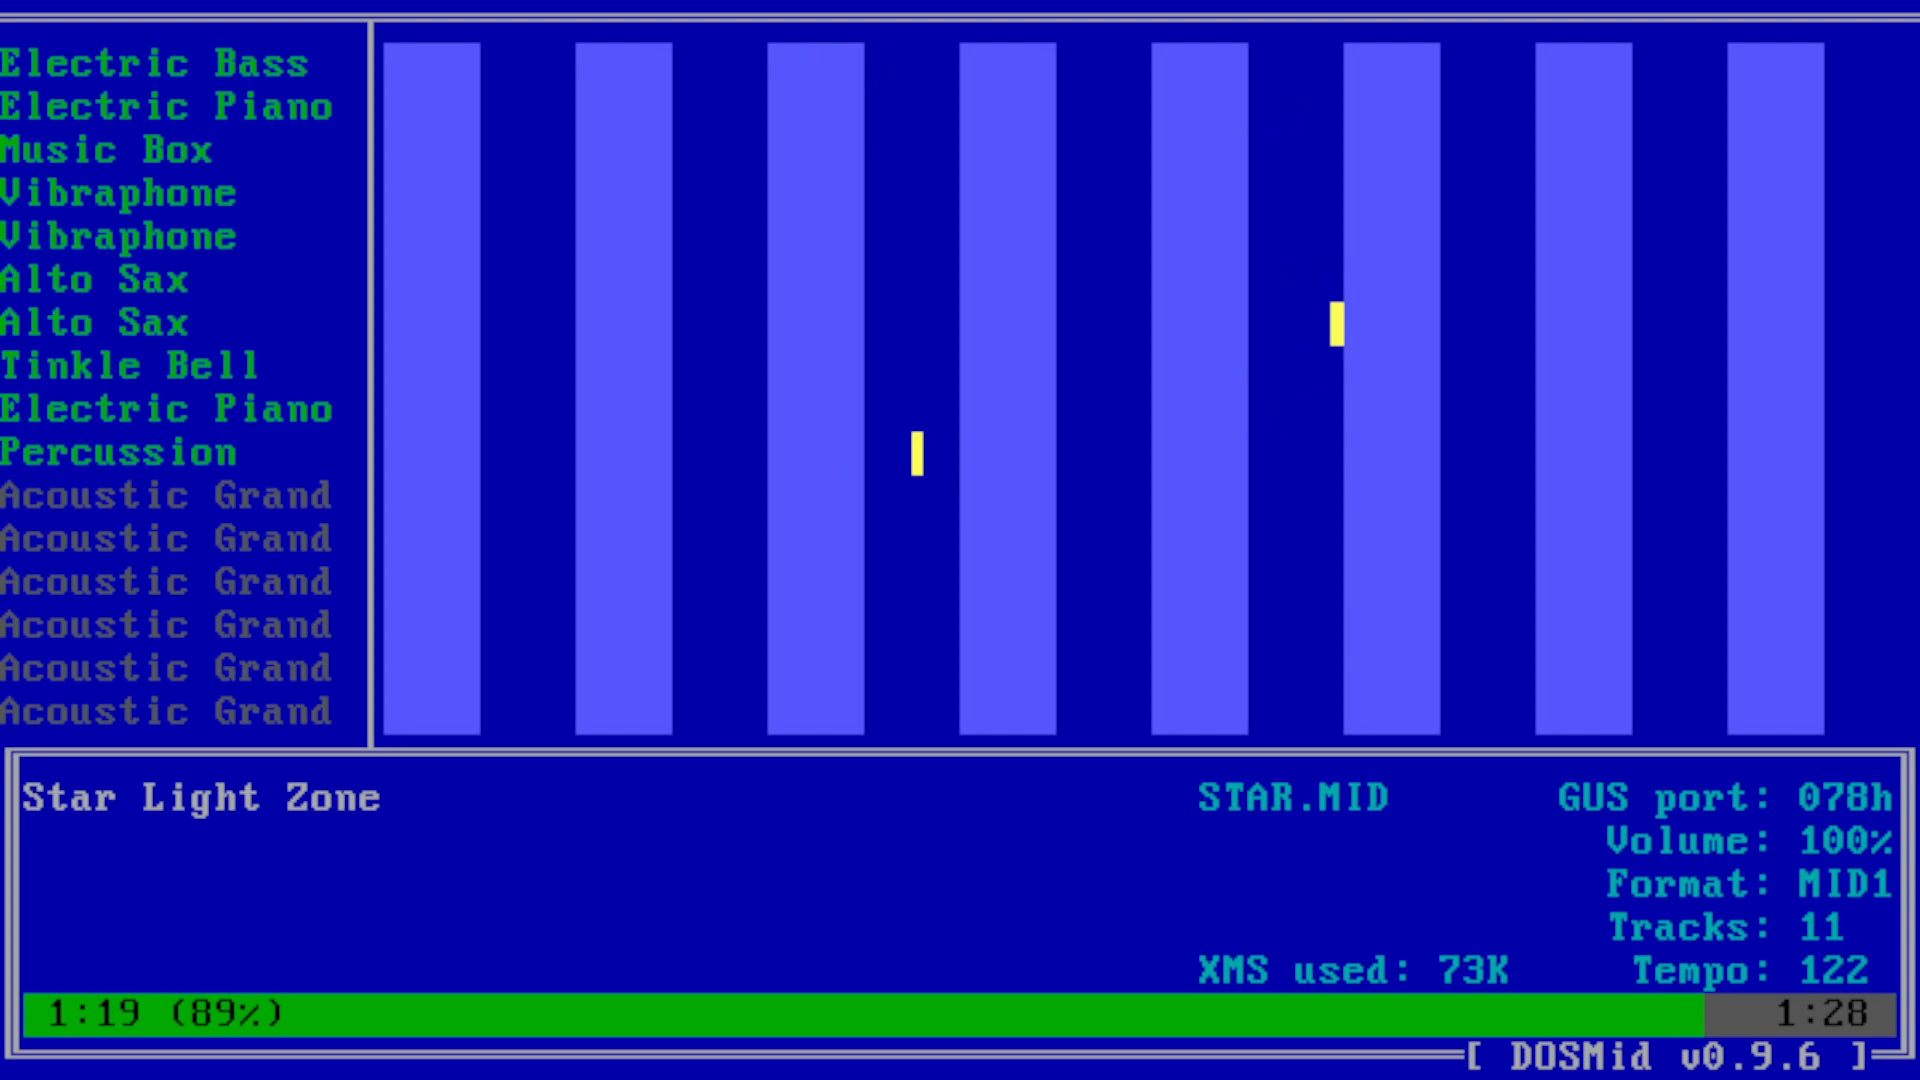 Electric Bass
Electric Piano
Music Box
Vibraphone
Vibraphone
Alto Sax
Alto Sax
Tinkle Bell
Electric Piano
Percussion
Acoustic Grand
Acoustic Grand
Acoustic Grand
Acoustic Grand
Acoustic Grand
Acoustic Grand
Star Light Zone STAR.MID GUS port: 078h
Volume: 100%
Format: MID1
Tracks: 11
XMS used: 73K Tempo: 122
1:19 (89%) 1:28
[ DOSMid v0.9.6 ]